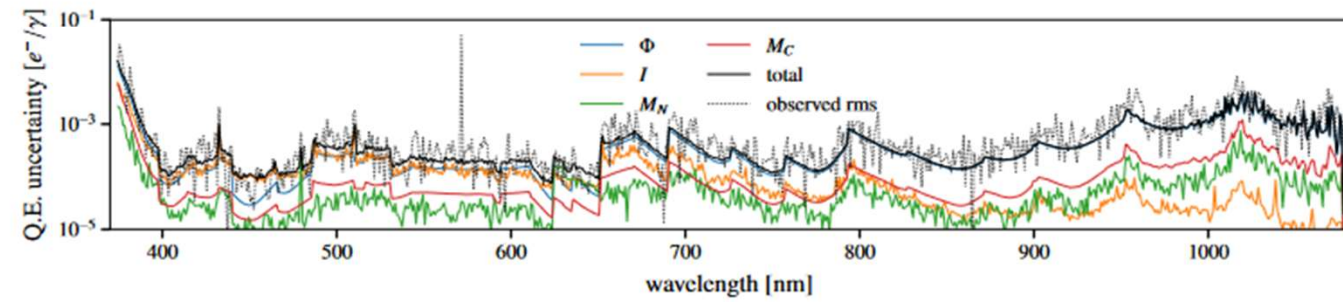 Q.E. uncertainty [e⁻/γ]
10⁻¹
10⁻³
10⁻⁵
Φ
I
M_N
M_C
total
observed rms
400 500 600 700 800 900 1000
wavelength [nm]